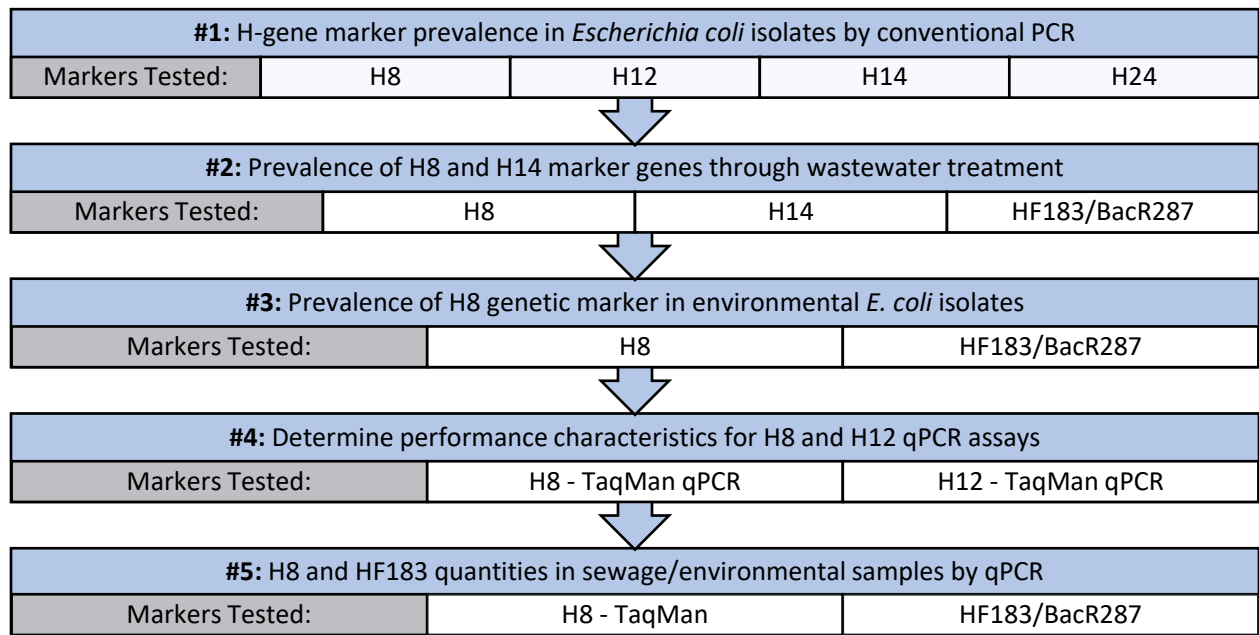 #1: H-gene marker prevalence in Escherichia coli isolates by conventional PCR
Markers Tested: H8 H12 H14 H24
#2: Prevalence of H8 and H14 marker genes through wastewater treatment
Markers Tested: H8 H14 HF183/BacR287
#3: Prevalence of H8 genetic marker in environmental E. coli isolates
Markers Tested: H8 HF183/BacR287
#4: Determine performance characteristics for H8 and H12 qPCR assays
Markers Tested: H8 - TaqMan qPCR H12 - TaqMan qPCR
#5: H8 and HF183 quantities in sewage/environmental samples by qPCR
Markers Tested: H8 - TaqMan HF183/BacR287